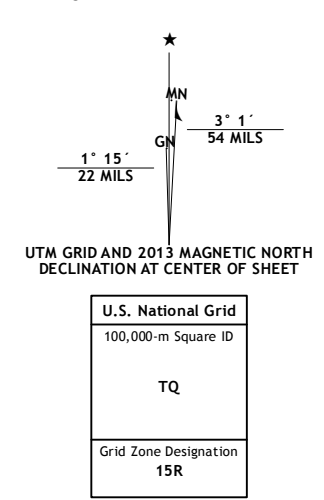 ★
MN
GN
3° 1´
54 MILS
1° 15´
22 MILS
UTM GRID AND 2013 MAGNETIC NORTH
DECLINATION AT CENTER OF SHEET
U.S. National Grid
100,000-m Square ID
TQ
Grid Zone Designation
15R